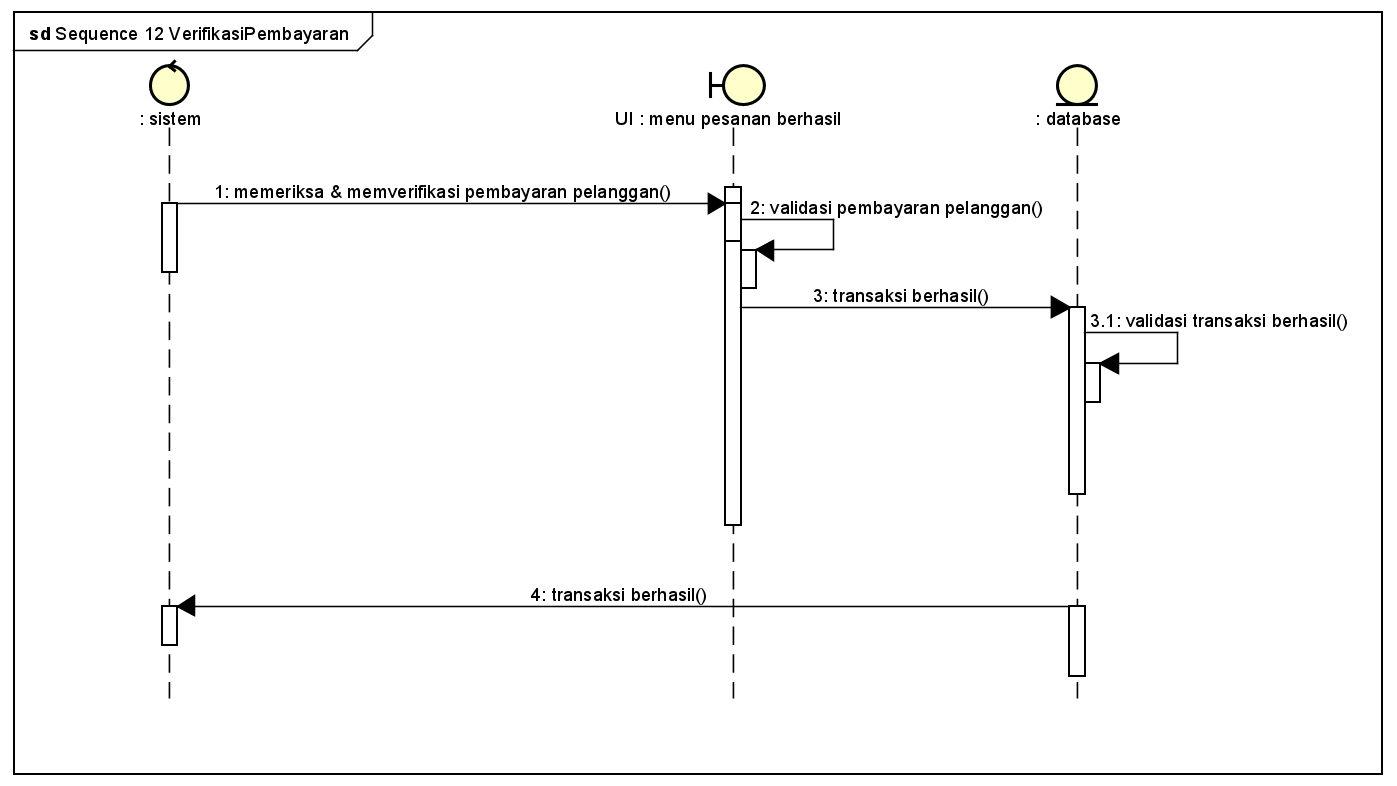 sd Sequence 12 VerifikasiPembayaran
: sistem
UI : menu pesanan berhasil
: database
1: memeriksa & memverifikasi pembayaran pelanggan()
2: validasi pembayaran pelanggan()
3: transaksi berhasil()
3.1: validasi transaksi berhasil()
4: transaksi berhasil()